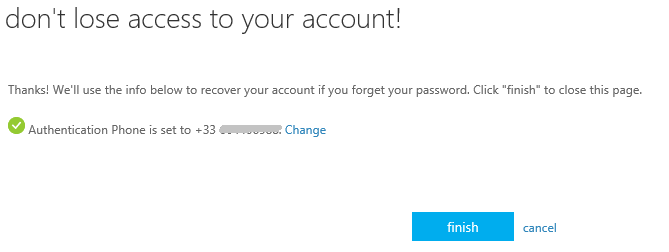 don't lose access to your account!
Thanks! We'll use the info below to recover your account if you forget your password. Click "finish" to close this page.
Authentication Phone is set to +33 Change
finish cancel